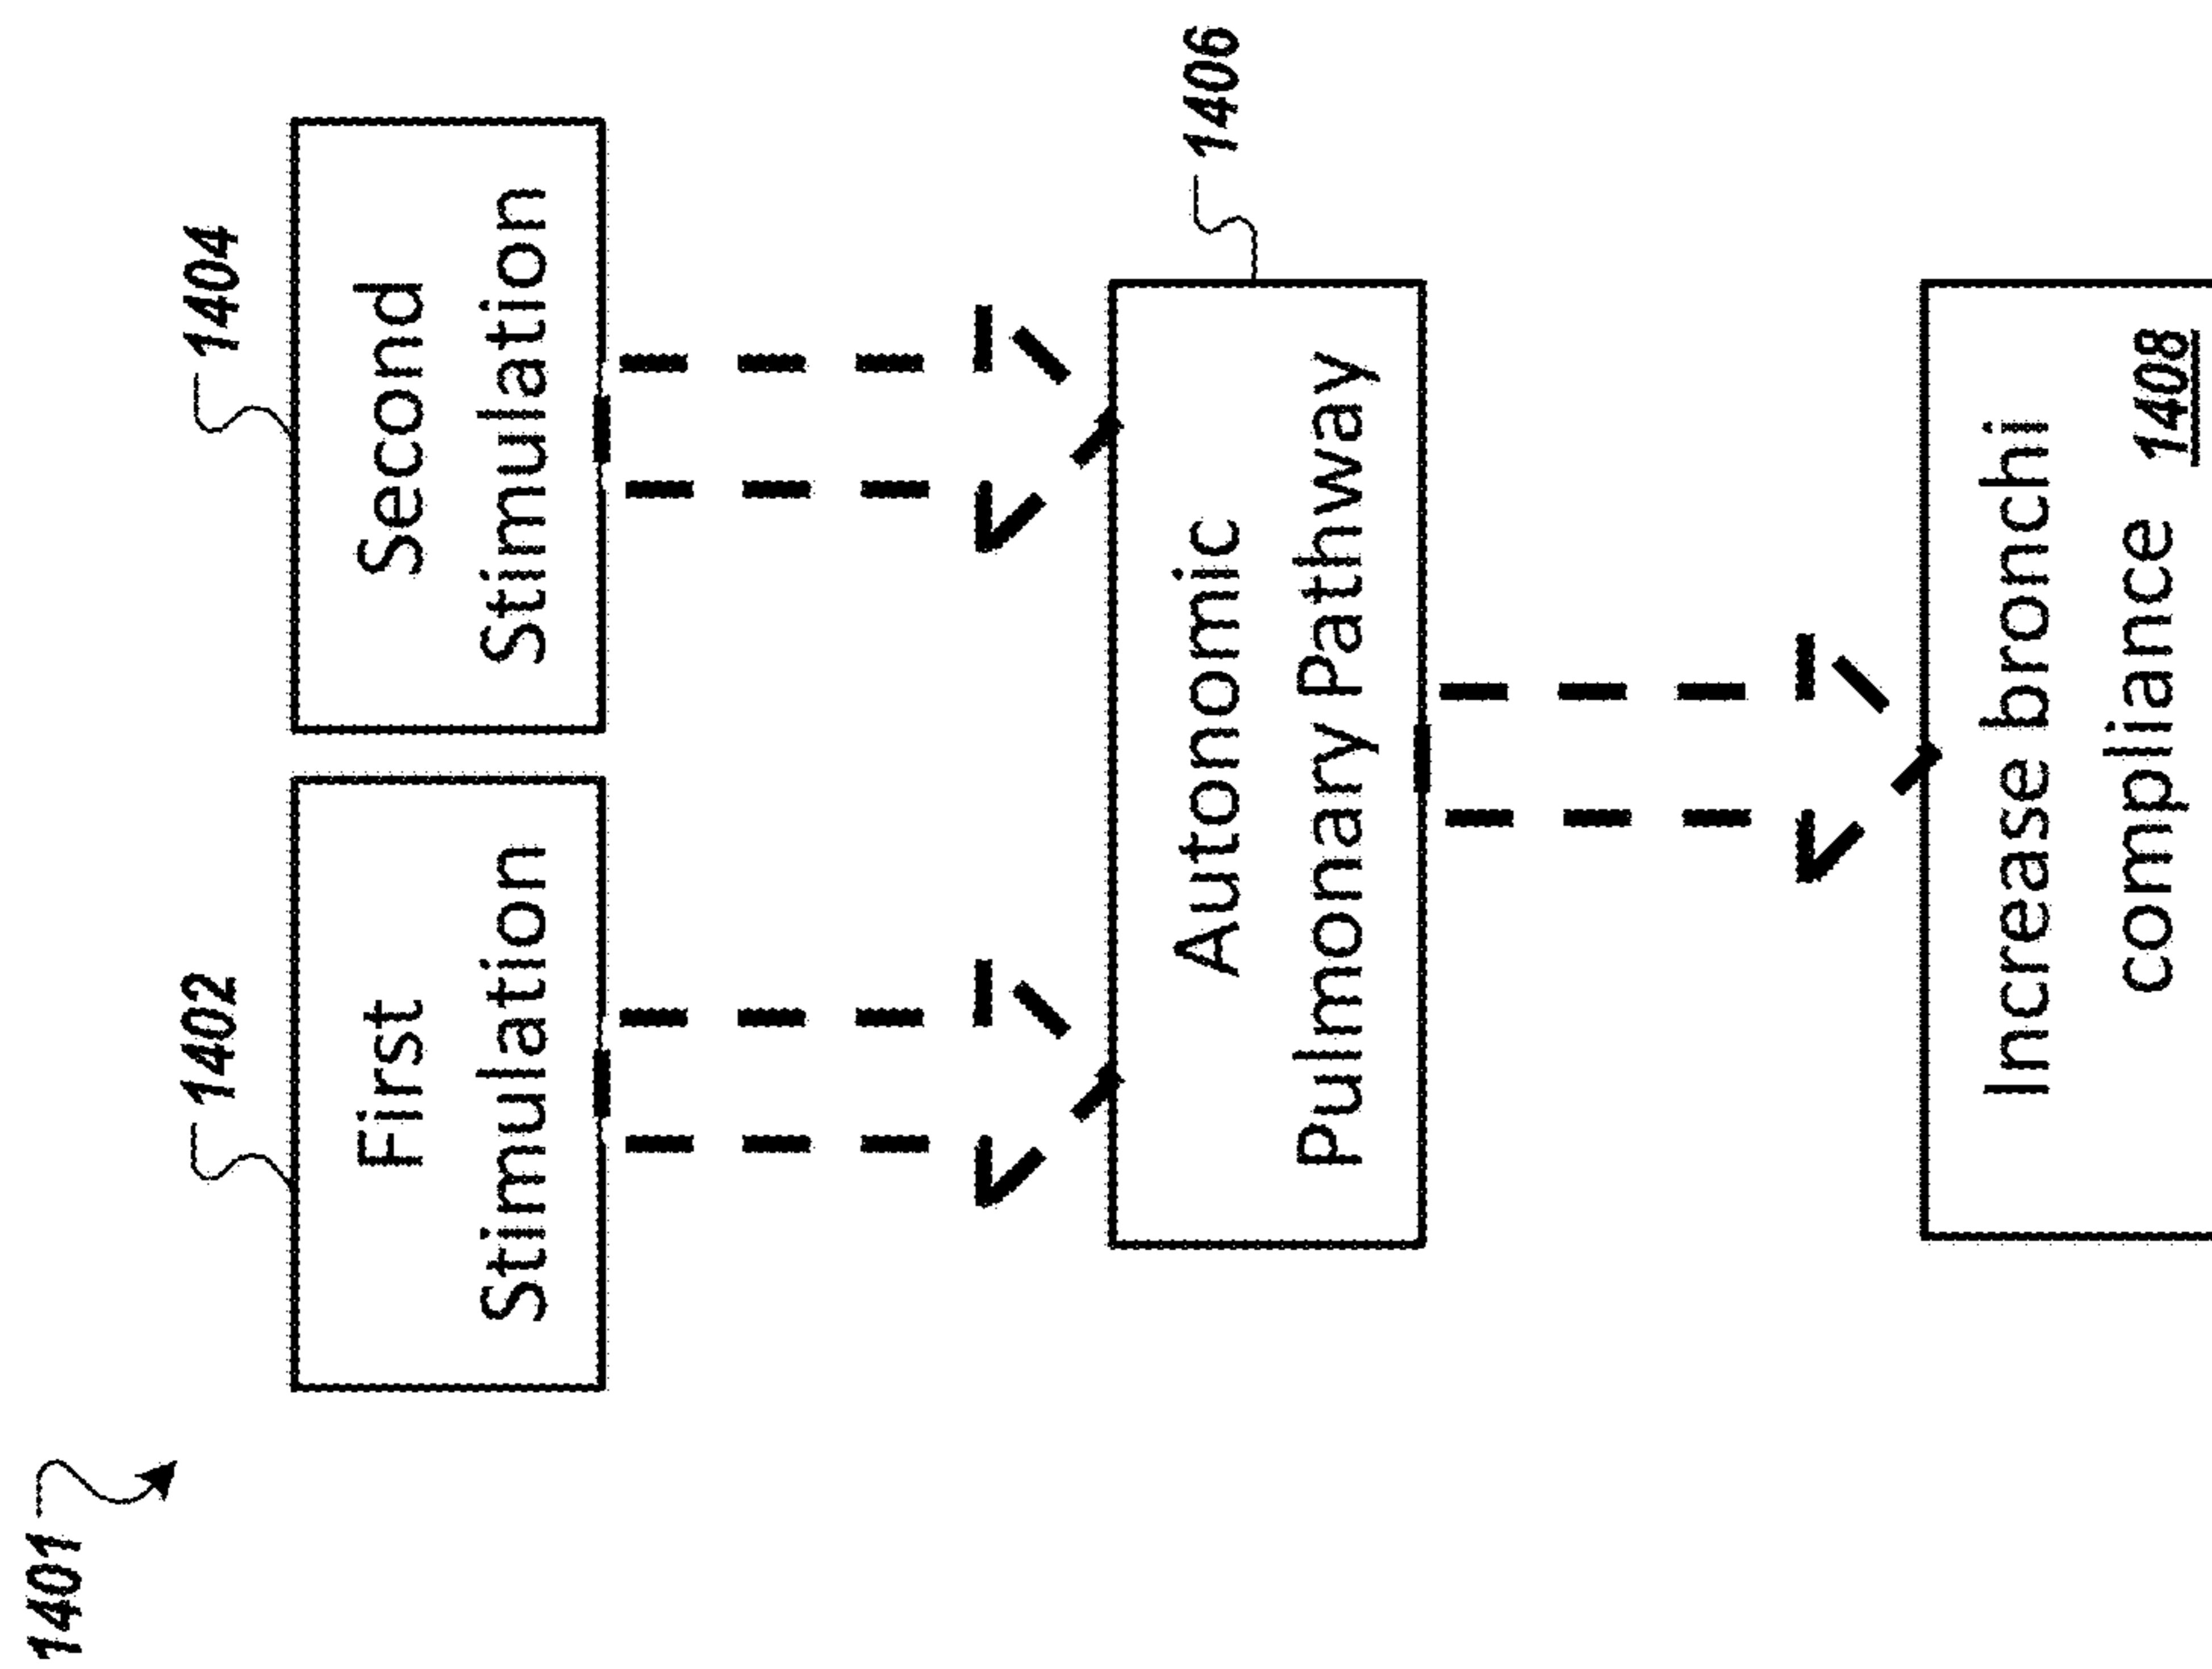 1401
1402
1404
First
Stimulation
Second
Stimulation
1406
Autonomic
Pulmonary Pathway
Increase bronchi
compliance 1408